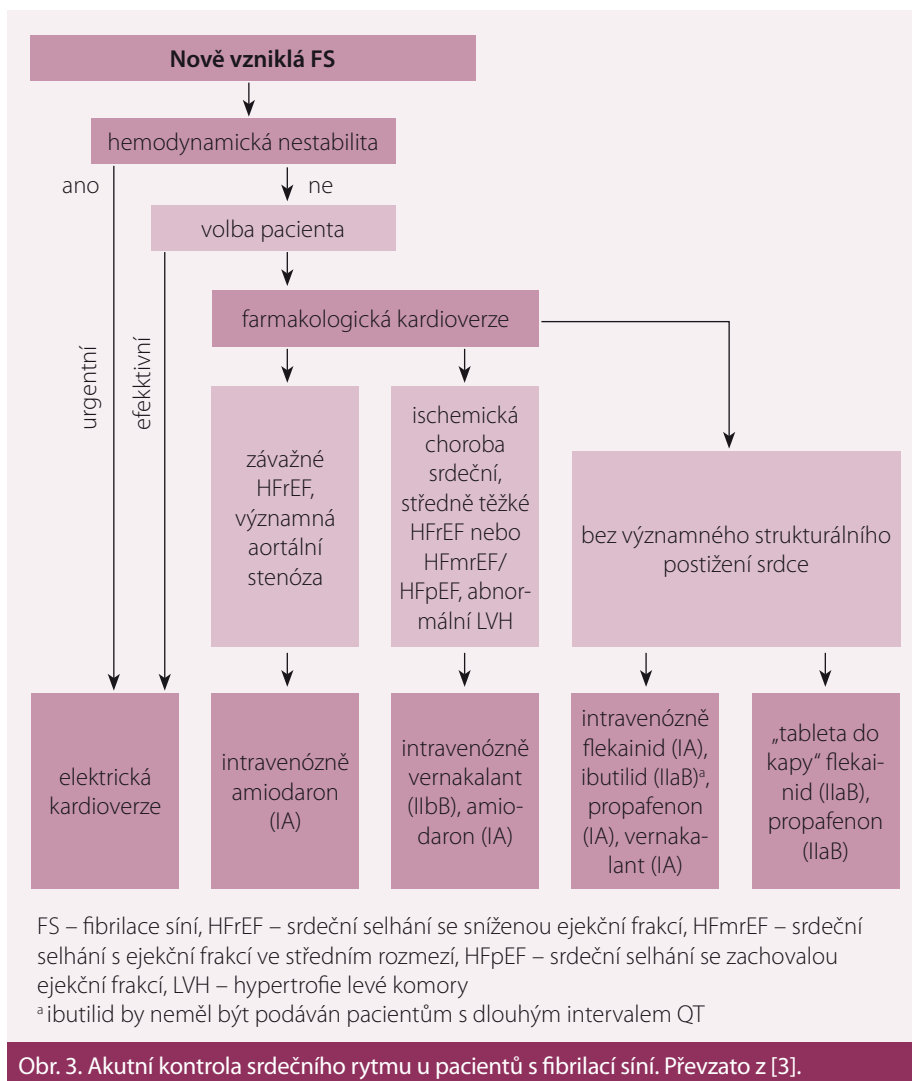 Nově vzniklá FS
hemodynamická nestabilita
ano
ne
volba pacienta
farmakologická kardioverze
urgentní
efekktivní
závažné
HFrEF,
významná
aortální
stenóza
ischemická
choroba
srdeční,
středně těžké
HFrEF nebo
HFmrEF/
HFpEF, abnor-
mální LVH
bez významného strukturálního
postižení srdce
elektrická
kardioverze
intravenózně
amiodaron
(IA)
intravenózně
vernakalant
(IIbB), amio-
daron (IA)
intravenózně
flekainid (IA),
ibutilid (IIaB)ª,
propafenon
(IA), vernaka-
lant (IA)
„tableta do
kapy“ flekai-
nid (IIaB),
propafenon
(IIaB)
FS – fibrilace síní, HFrEF – srdeční selhání se sníženou ejekční frakcí, HFmrEF – srdeční
selhání s ejekční frakcí ve středním rozmezí, HFpEF – srdeční selhání se zachovalou
ejekční frakcí, LVH – hypertrofie levé komory
ª ibutilid by neměl být podáván pacientům s dlouhým intervalem QT
Obr. 3. Akutní kontrola srdečního rytmu u pacientů s fibrilací síní. Převzato z [3].